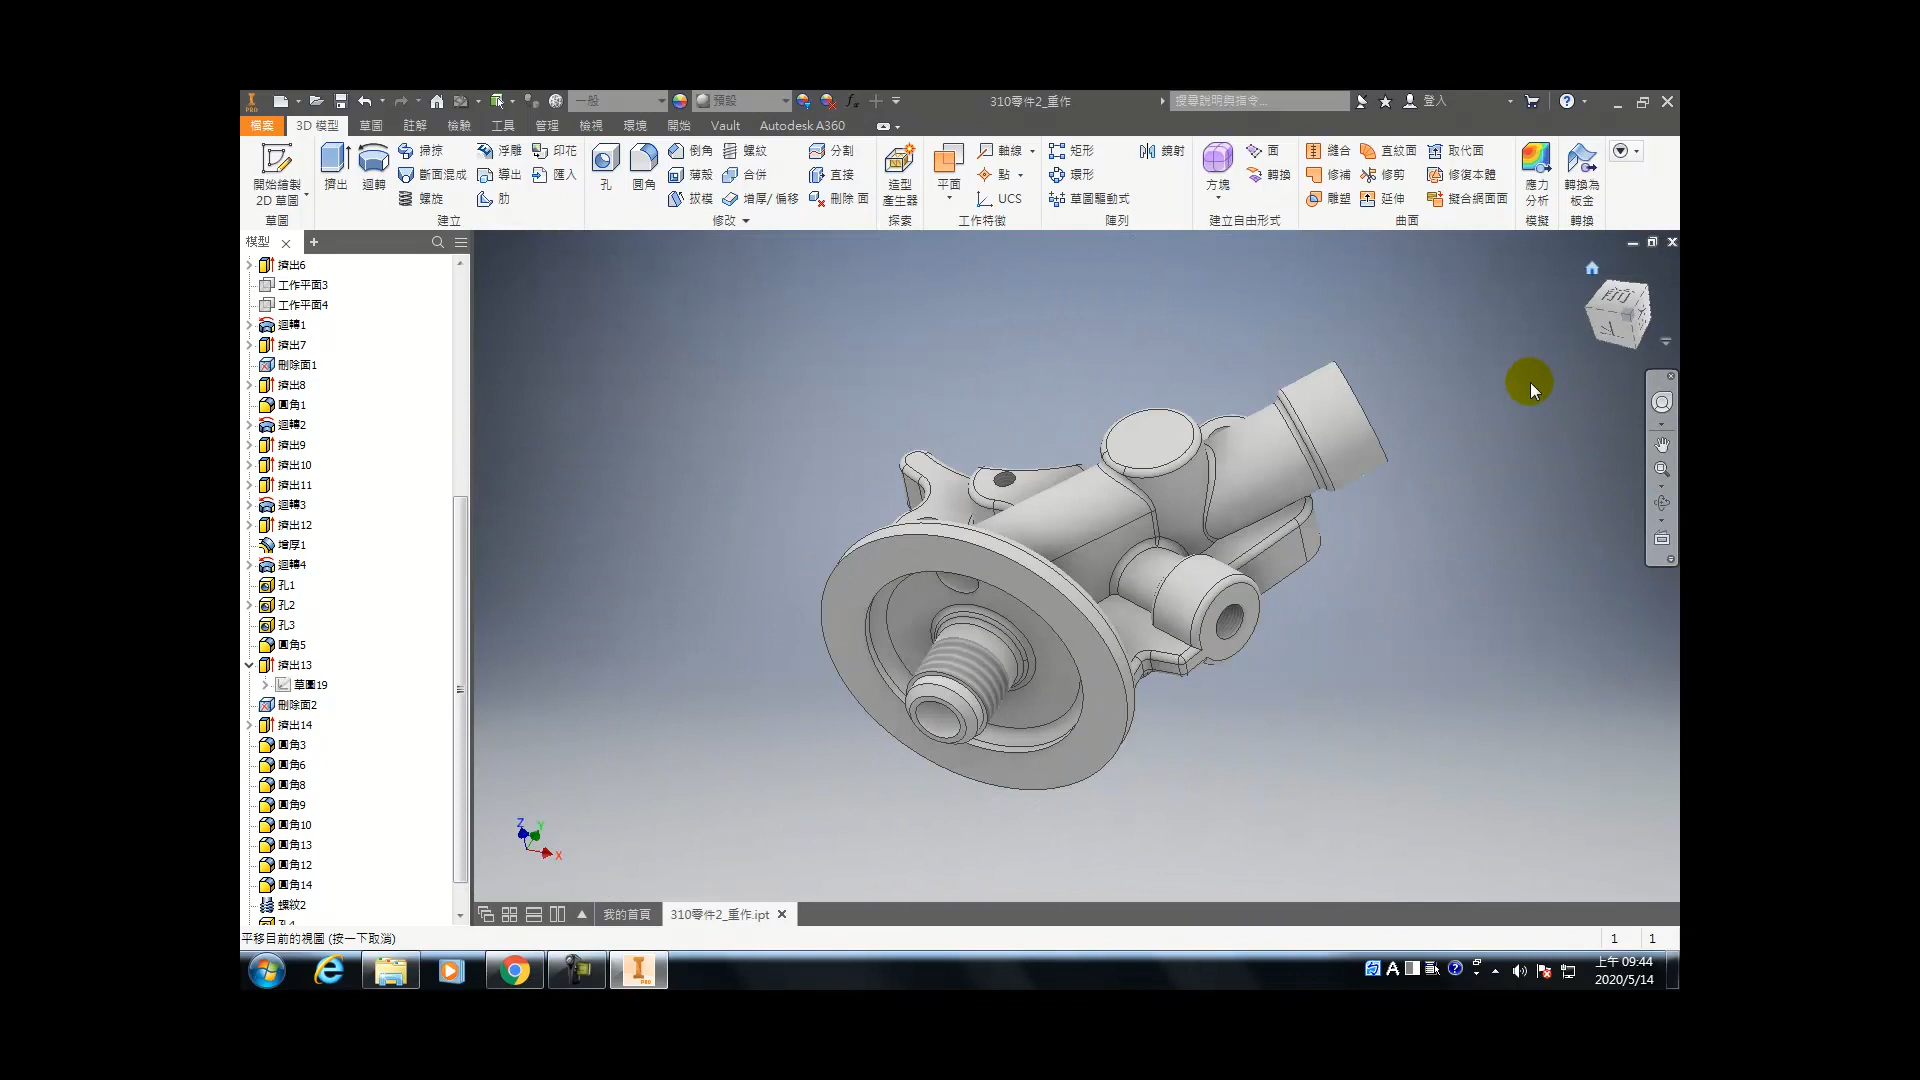 一般 預設 310零件2_重作 搜尋說明與指令... 登入
檔案 3D 模型 草圖 註解 檢驗 工具 管理 檢視 環境 開始 Vault Autodesk A360
開始繪製 2D 草圖
草圖
擠出 迴轉 掃掠 斷面混成 螺旋 浮雕 導出 肋 印花 匯入
建立
孔 圓角 倒角 薄殼 拔模 螺紋 合併 增厚/ 偏移 分割 直接 刪除 面
修改
造型 產生器
探索
平面 軸線 點 UCS
工作特徵
矩形 環形 草圖驅動式 鏡射
陣列
方塊 面 轉換
建立自由形式
縫合 修補 雕塑 直紋面 修剪 延伸 取代面 修復本體 擬合網面
曲面
應力 分析
模擬
轉換為 板金
轉換
模型
擠出6
工作平面3
工作平面4
迴轉1
擠出7
刪除面1
擠出8
圓角1
迴轉2
擠出9
擠出10
擠出11
迴轉3
擠出12
增厚1
迴轉4
孔1
孔2
孔3
圓角5
擠出13
草圖19
刪除面2
擠出14
圓角3
圓角6
圓角8
圓角9
圓角10
圓角13
圓角12
圓角14
螺紋2
前
Z Y X
我的首頁 310零件2_重作.ipt
平移目前的視圖 (按一下取消) 1 1
上午 09:44
2020/5/14